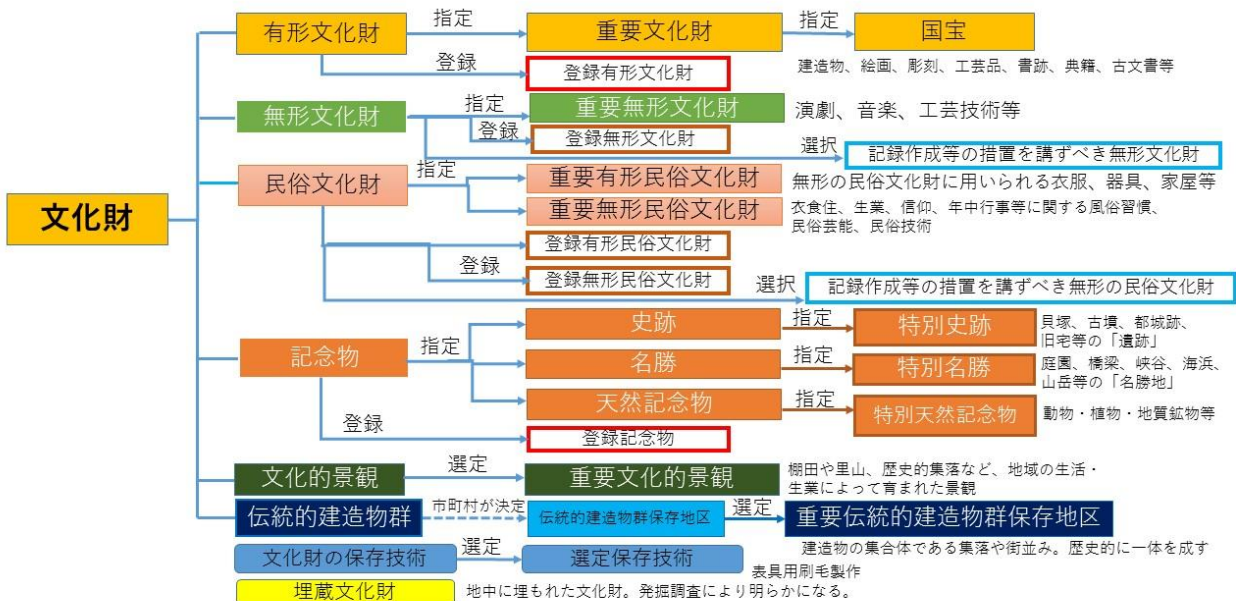 文化財
有形文化財
指定
重要文化財
指定
国宝
登録
登録有形文化財
建造物、絵画、彫刻、工芸品、書跡、典籍、古文書等
無形文化財
指定
重要無形文化財
演劇、音楽、工芸技術等
登録
登録無形文化財
選択
記録作成等の措置を講ずべき無形文化財
民俗文化財
指定
重要有形民俗文化財
無形の民俗文化財に用いられる衣服、器具、家屋等
重要無形民俗文化財
衣食住、生業、信仰、年中行事等に関する風俗習慣、
民俗芸能、民俗技術
登録有形民俗文化財
登録
登録無形民俗文化財
選択
記録作成等の措置を講ずべき無形の民俗文化財
記念物
指定
史跡
指定
特別史跡
貝塚、古墳、都城跡、
旧宅等の「遺跡」
名勝
指定
特別名勝
庭園、橋梁、峡谷、海浜、
山岳等の「名勝地」
天然記念物
指定
特別天然記念物
動物・植物・地質鉱物等
登録
登録記念物
文化的景観
選定
重要文化的景観
棚田や里山、歴史的集落など、地域の生活・
生業によって育まれた景観
伝統的建造物群
市町村が決定
伝統的建造物群保存地区
選定
重要伝統的建造物群保存地区
建造物の集合体である集落や街並み。歴史的に一体を成す
文化財の保存技術
選定
選定保存技術
表具用刷毛製作
埋蔵文化財
地中に埋もれた文化財。発掘調査により明らかになる。